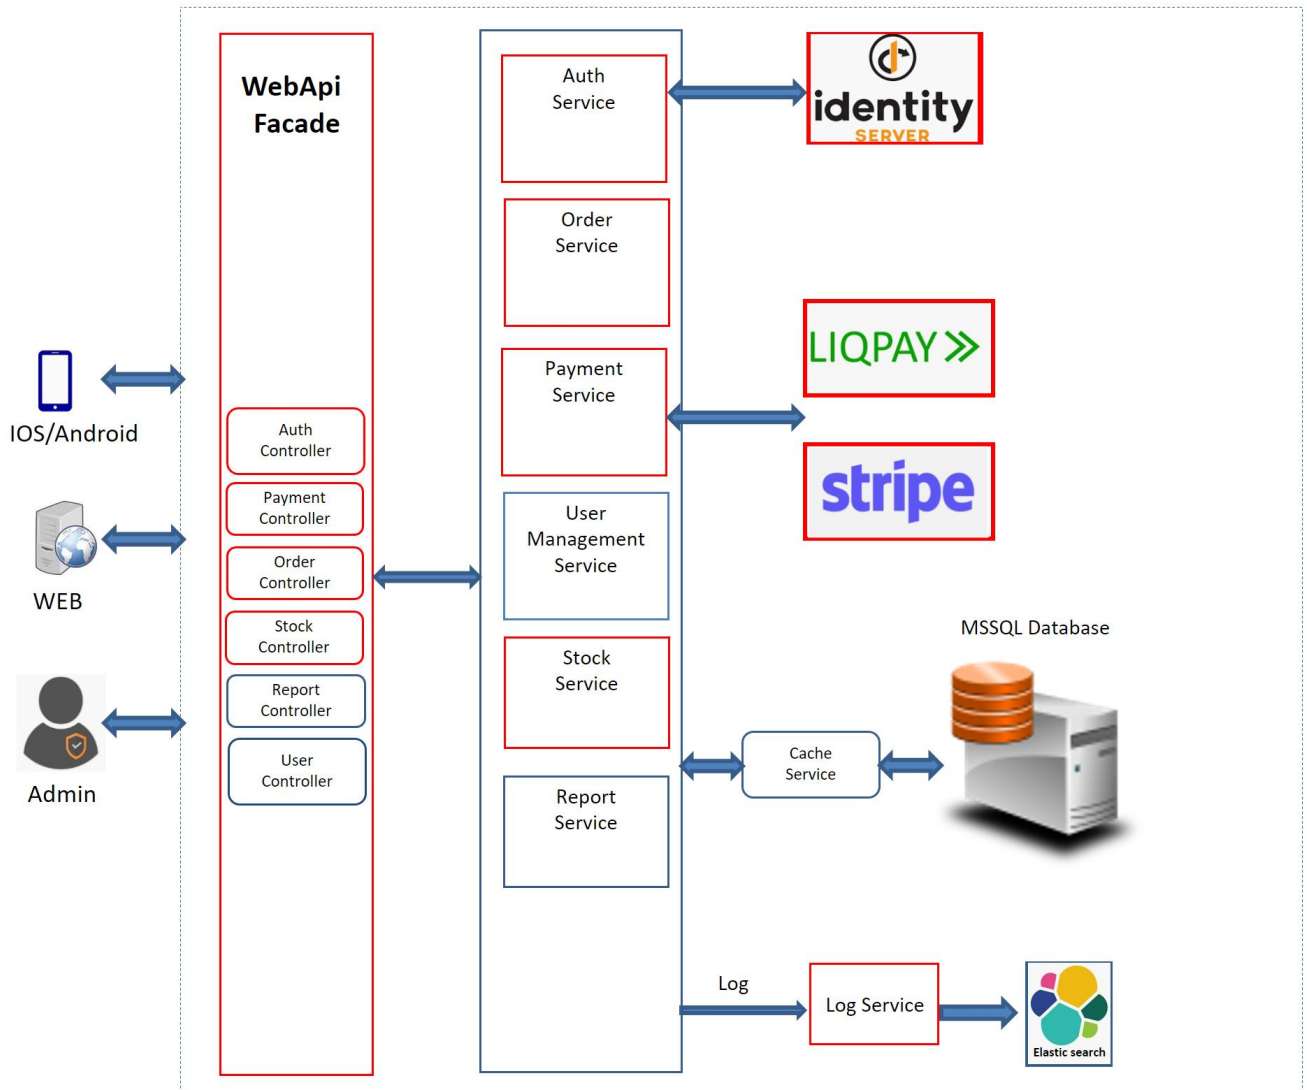 WebApi
Facade
Auth
Service
identity
SERVER
Order
Service
LIQPAY
Payment
Service
IOS/Android
Auth
Controller
stripe
Payment
Controller
User
Management
Service
WEB
Order
Controller
Stock
Controller
MSSQL Database
Stock
Service
Report
Controller
Admin
User
Controller
Cache
Service
Report
Service
Log
Log Service
Elastic search